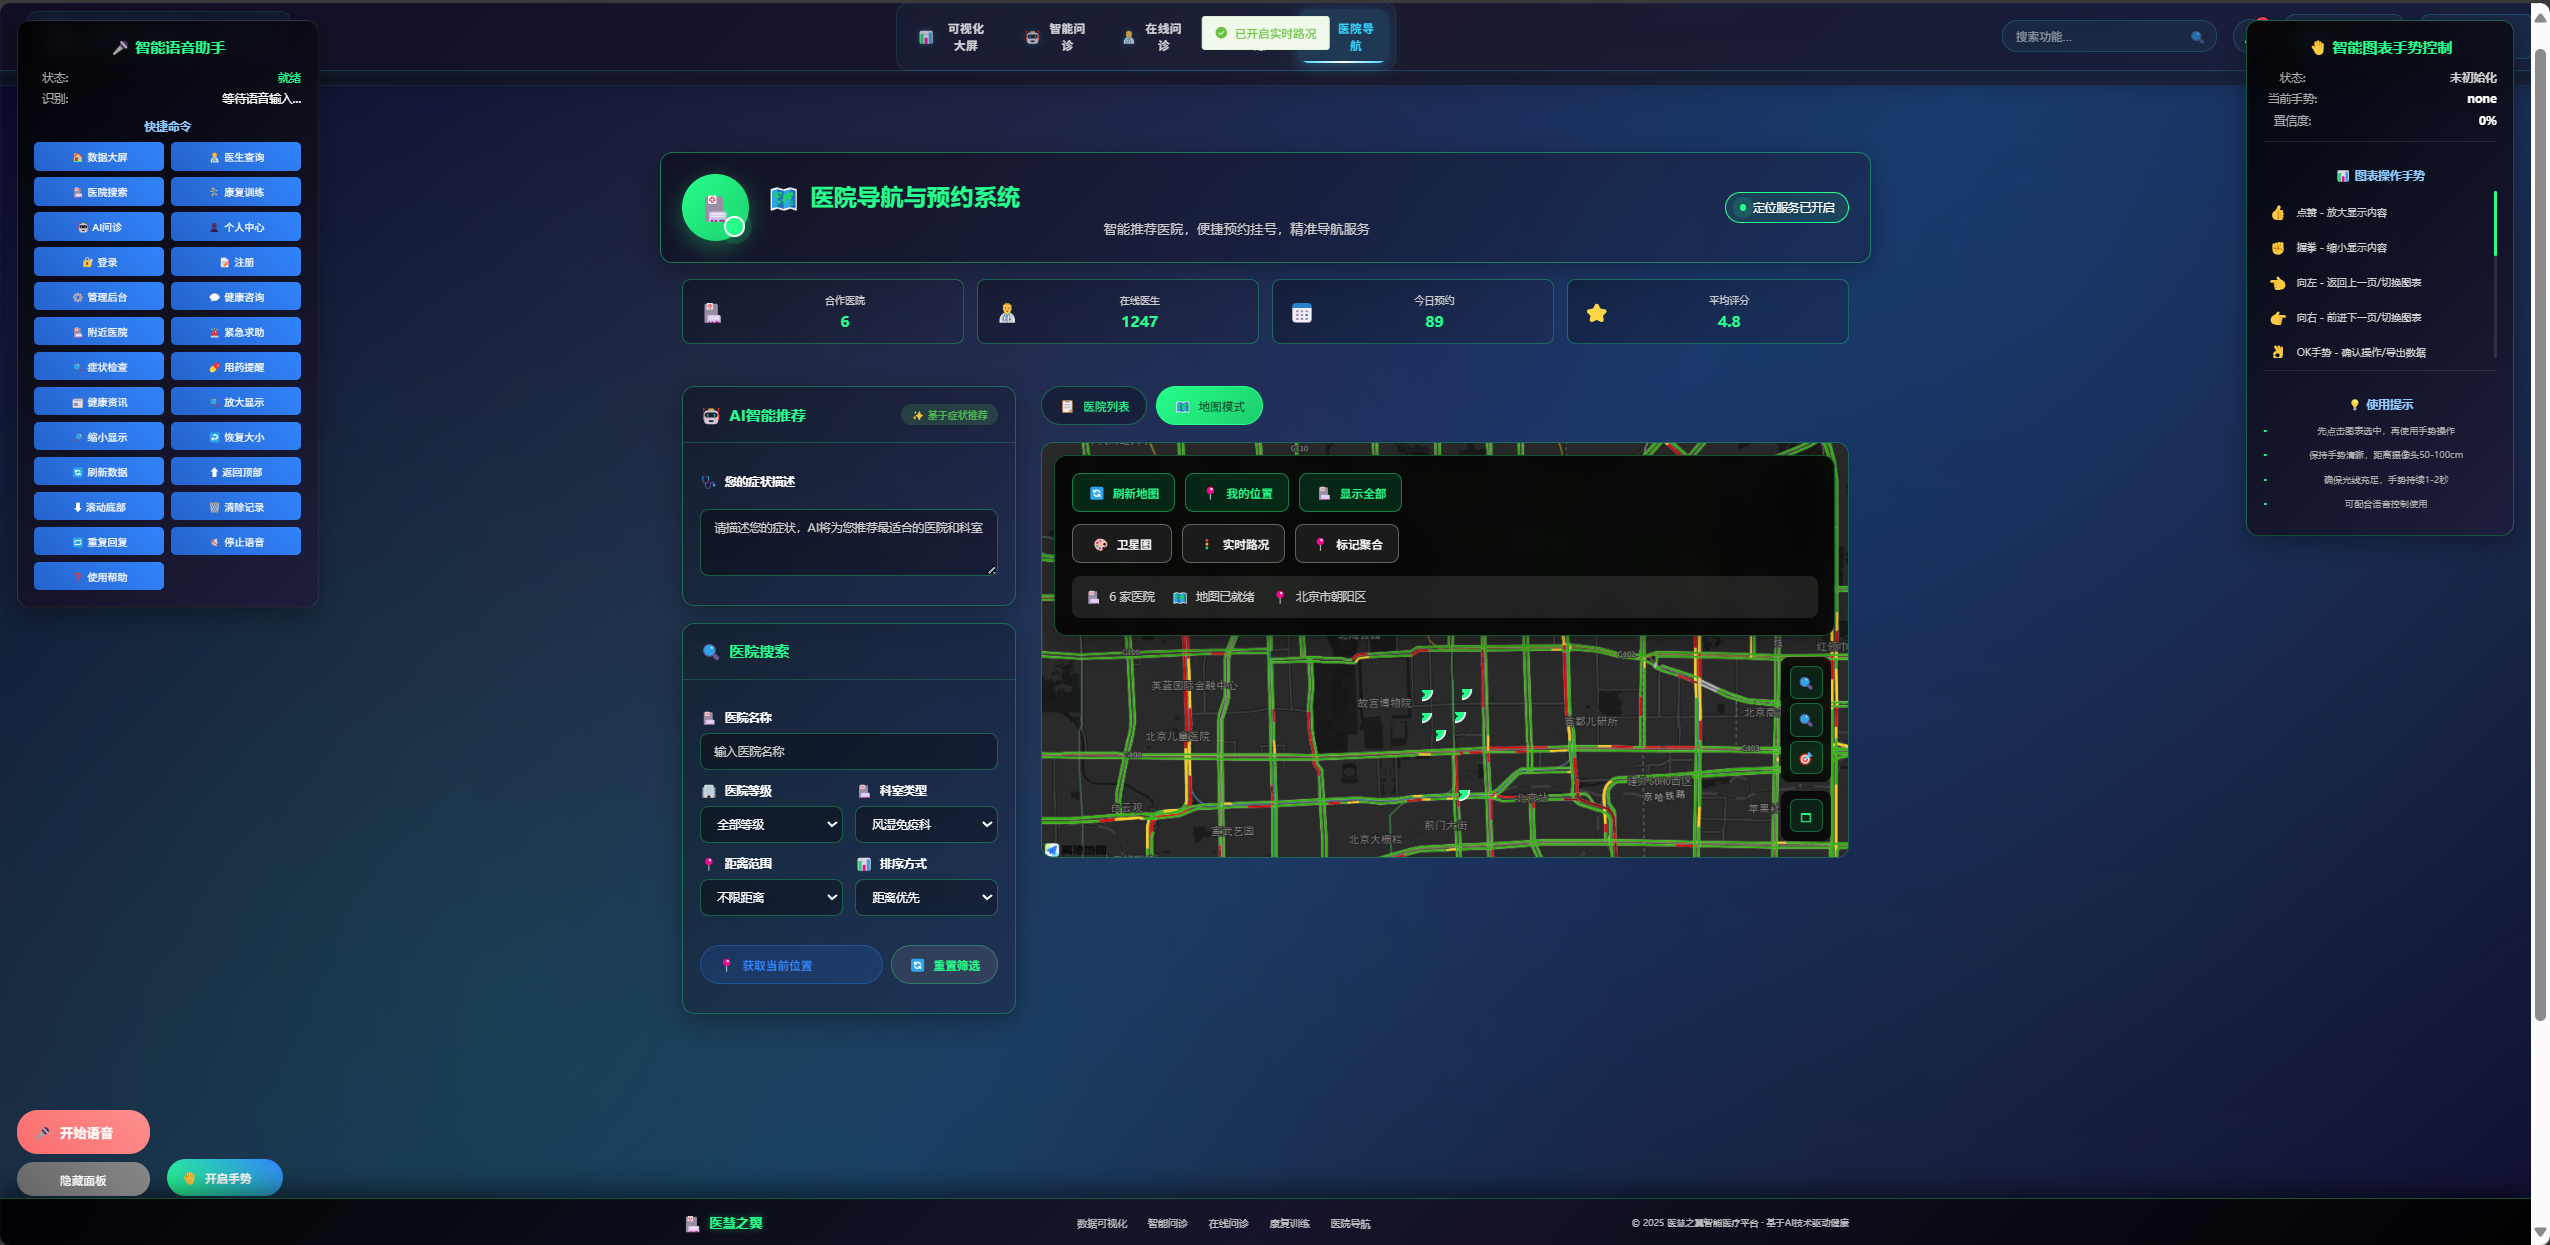 智能语音助手
状态:
就绪
识别:
等待语音输入...
快捷命令
数据大屏
医生查询
医院搜索
康复训练
AI问诊
个人中心
登录
注册
管理后台
健康咨询
附近医院
紧急求助
症状检查
用药提醒
健康资讯
放大显示
缩小显示
恢复大小
刷新数据
返回顶部
滚动底部
清除记录
重复回复
停止语音
使用帮助
可视化
大屏
智能问
诊
在线问
诊
已开启实时路况
医院导
航
搜索功能...
医院导航与预约系统
智能推荐医院，便捷预约挂号，精准导航服务
定位服务已开启
合作医院
6
在线医生
1247
今日预约
89
平均评分
4.8
AI智能推荐
基于症状推荐
您的症状描述
请描述您的症状，AI将为您推荐最适合的医院和科室
医院搜索
医院名称
输入医院名称
医院等级
科室类型
全部等级
风湿免疫科
距离范围
排序方式
不限距离
距离优先
获取当前位置
重置筛选
医院列表
地图模式
G110
刷新地图
我的位置
显示全部
卫星图
实时路况
标记聚合
6 家医院
地图已就绪
北京市朝阳区
G109
G102
英蓝国际金融中心
故宫博物院
首都儿研所
北京儿童医院
G103
G108
建外SOHO西区
京哈铁路
白云观
北京站
宣武艺园
前门大街
北京大栅栏
智能图表手势控制
状态:
未初始化
当前手势:
none
置信度:
0%
图表操作手势
点赞 - 放大显示内容
握拳 - 缩小显示内容
向左 - 返回上一页/切换图表
向右 - 前进下一页/切换图表
OK手势 - 确认操作/导出数据
使用提示
先点击图表选中，再使用手势操作
保持手势清晰，距离摄像头50-100cm
确保光线充足，手势持续1-2秒
可配合语音控制使用
开始语音
隐藏面板
开启手势
医慧之翼
数据可视化
智能问诊
在线问诊
康复训练
医院导航
© 2025 医慧之翼智能医疗平台 · 基于AI技术驱动健康